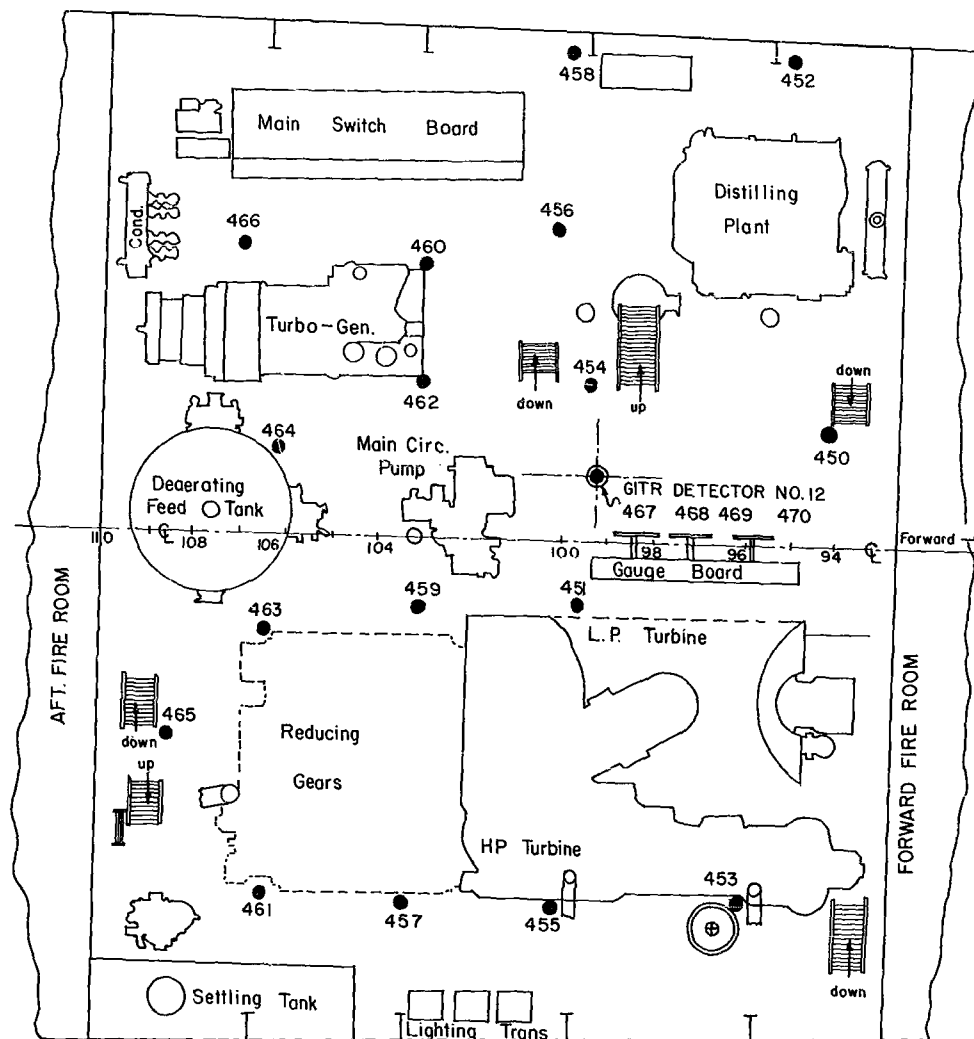 458
452
Main Switch Board
Distilling
Plant
Cond.
466
456
460
Turbo-Gen.
454
down
up
down
462
450
464
Main Circ.
Pump
Deaerating
Feed Tank
GITR DETECTOR NO. 12
467 468 469 470
110
108
106
104
100
98
96
94
Forward
Gauge Board
459
451
463
L.P. Turbine
AFT. FIRE ROOM
465
down
up
Reducing
Gears
FORWARD FIRE ROOM
HP Turbine
461
457
455
453
down
Settling Tank
Lighting Trans